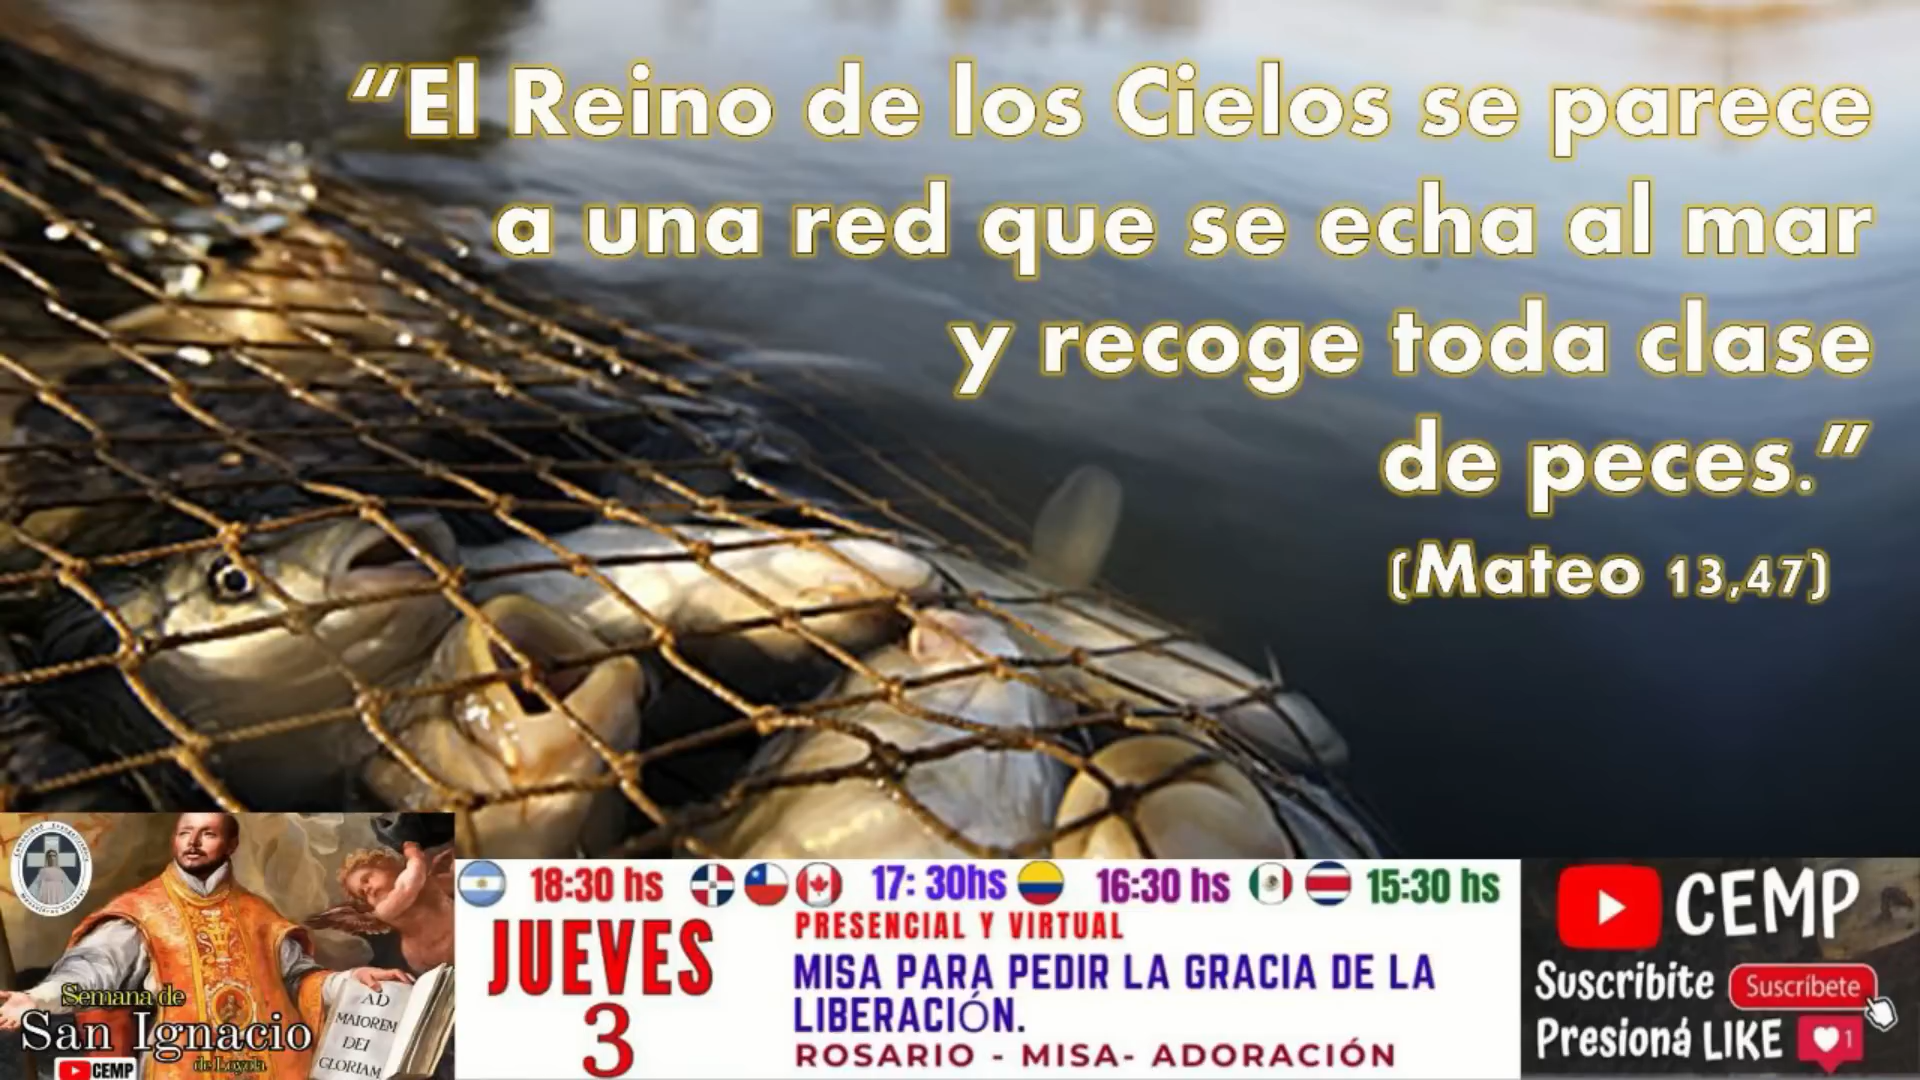 “El Reino de los Cielos se parece
a una red que se echa al mar
y recoge toda clase
de peces.”
(Mateo 13,47)
Semana de
San Ignacio
de Loyola
CEMP
AD
MAIOREM
DEI
GLORIAM
18:30 hs 17: 30hs 16:30 hs 15:30 hs
JUEVES
3
PRESENCIAL Y VIRTUAL
MISA PARA PEDIR LA GRACIA DE LA
LIBERACIÓN.
ROSARIO - MISA- ADORACIÓN
CEMP
Suscribite Suscríbete
Presioná LIKE 1